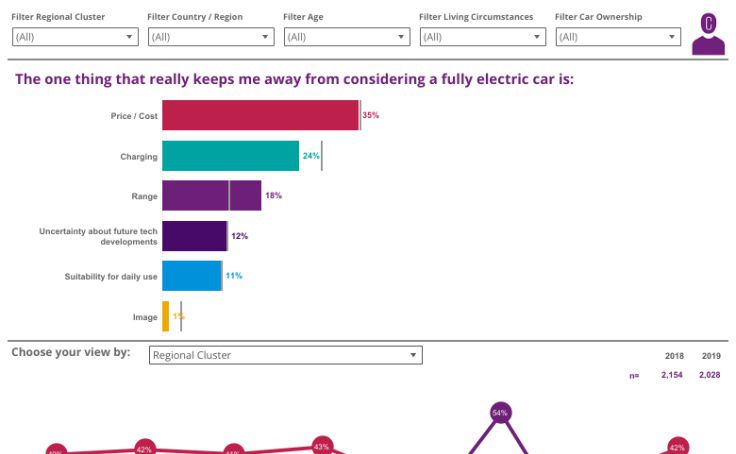 Filter Regional Cluster
Filter Country / Region
Filter Age
Filter Living Circumstances
Filter Car Ownership
(All)
(All)
(All)
(All)
(All)
C
The one thing that really keeps me away from considering a fully electric car is:
Price / Cost
35%
Charging
24%
Range
18%
Uncertainty about future tech
developments
12%
Suitability for daily use
11%
Image
1%
Choose your view by:
Regional Cluster
2018 2019
n= 2,154 2,028
54%
42%
43%
42%